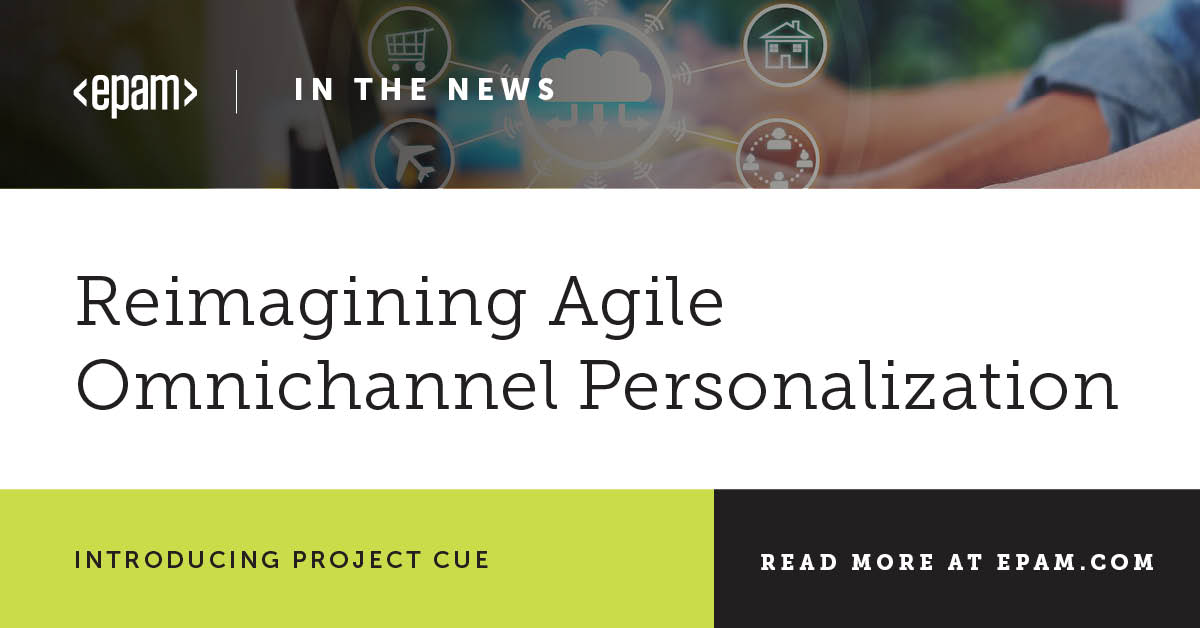 <epam>
IN THE NEWS
Reimagining Agile
Omnichannel Personalization
INTRODUCING PROJECT CUE
READ MORE AT EPAM.COM